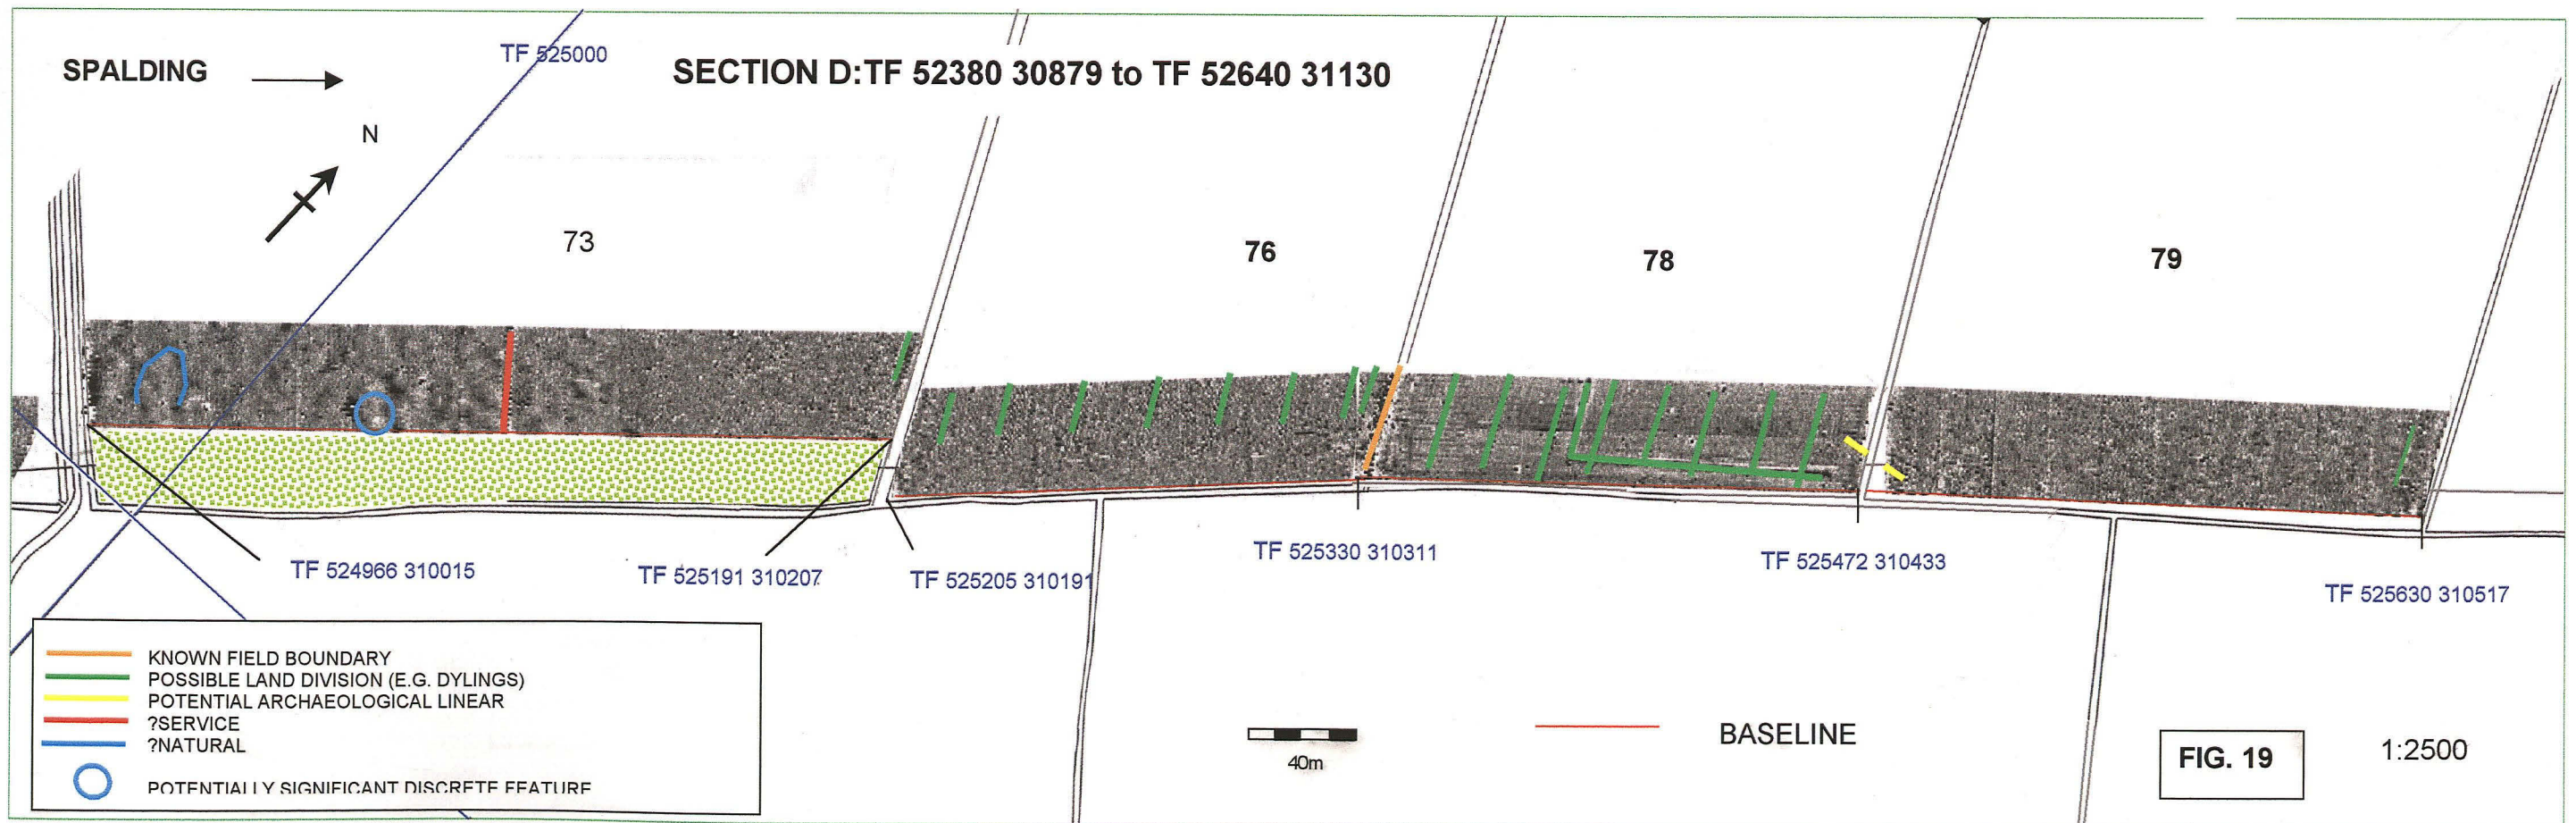 TF 525000
SPALDING
SECTION D:TF 52380 30879 to TF 52640 31130
N
73
76
78
79
TF 524966 310015
TF 525191 310207
TF 525205 310191
TF 525330 310311
TF 525472 310433
TF 525630 310517
KNOWN FIELD BOUNDARY
POSSIBLE LAND DIVISION (E.G. DYLINGS)
POTENTIAL ARCHAEOLOGICAL LINEAR
?SERVICE
?NATURAL
POTENTIALLY SIGNIFICANT DISCRETE FEATURE
40m
BASELINE
FIG. 19
1:2500